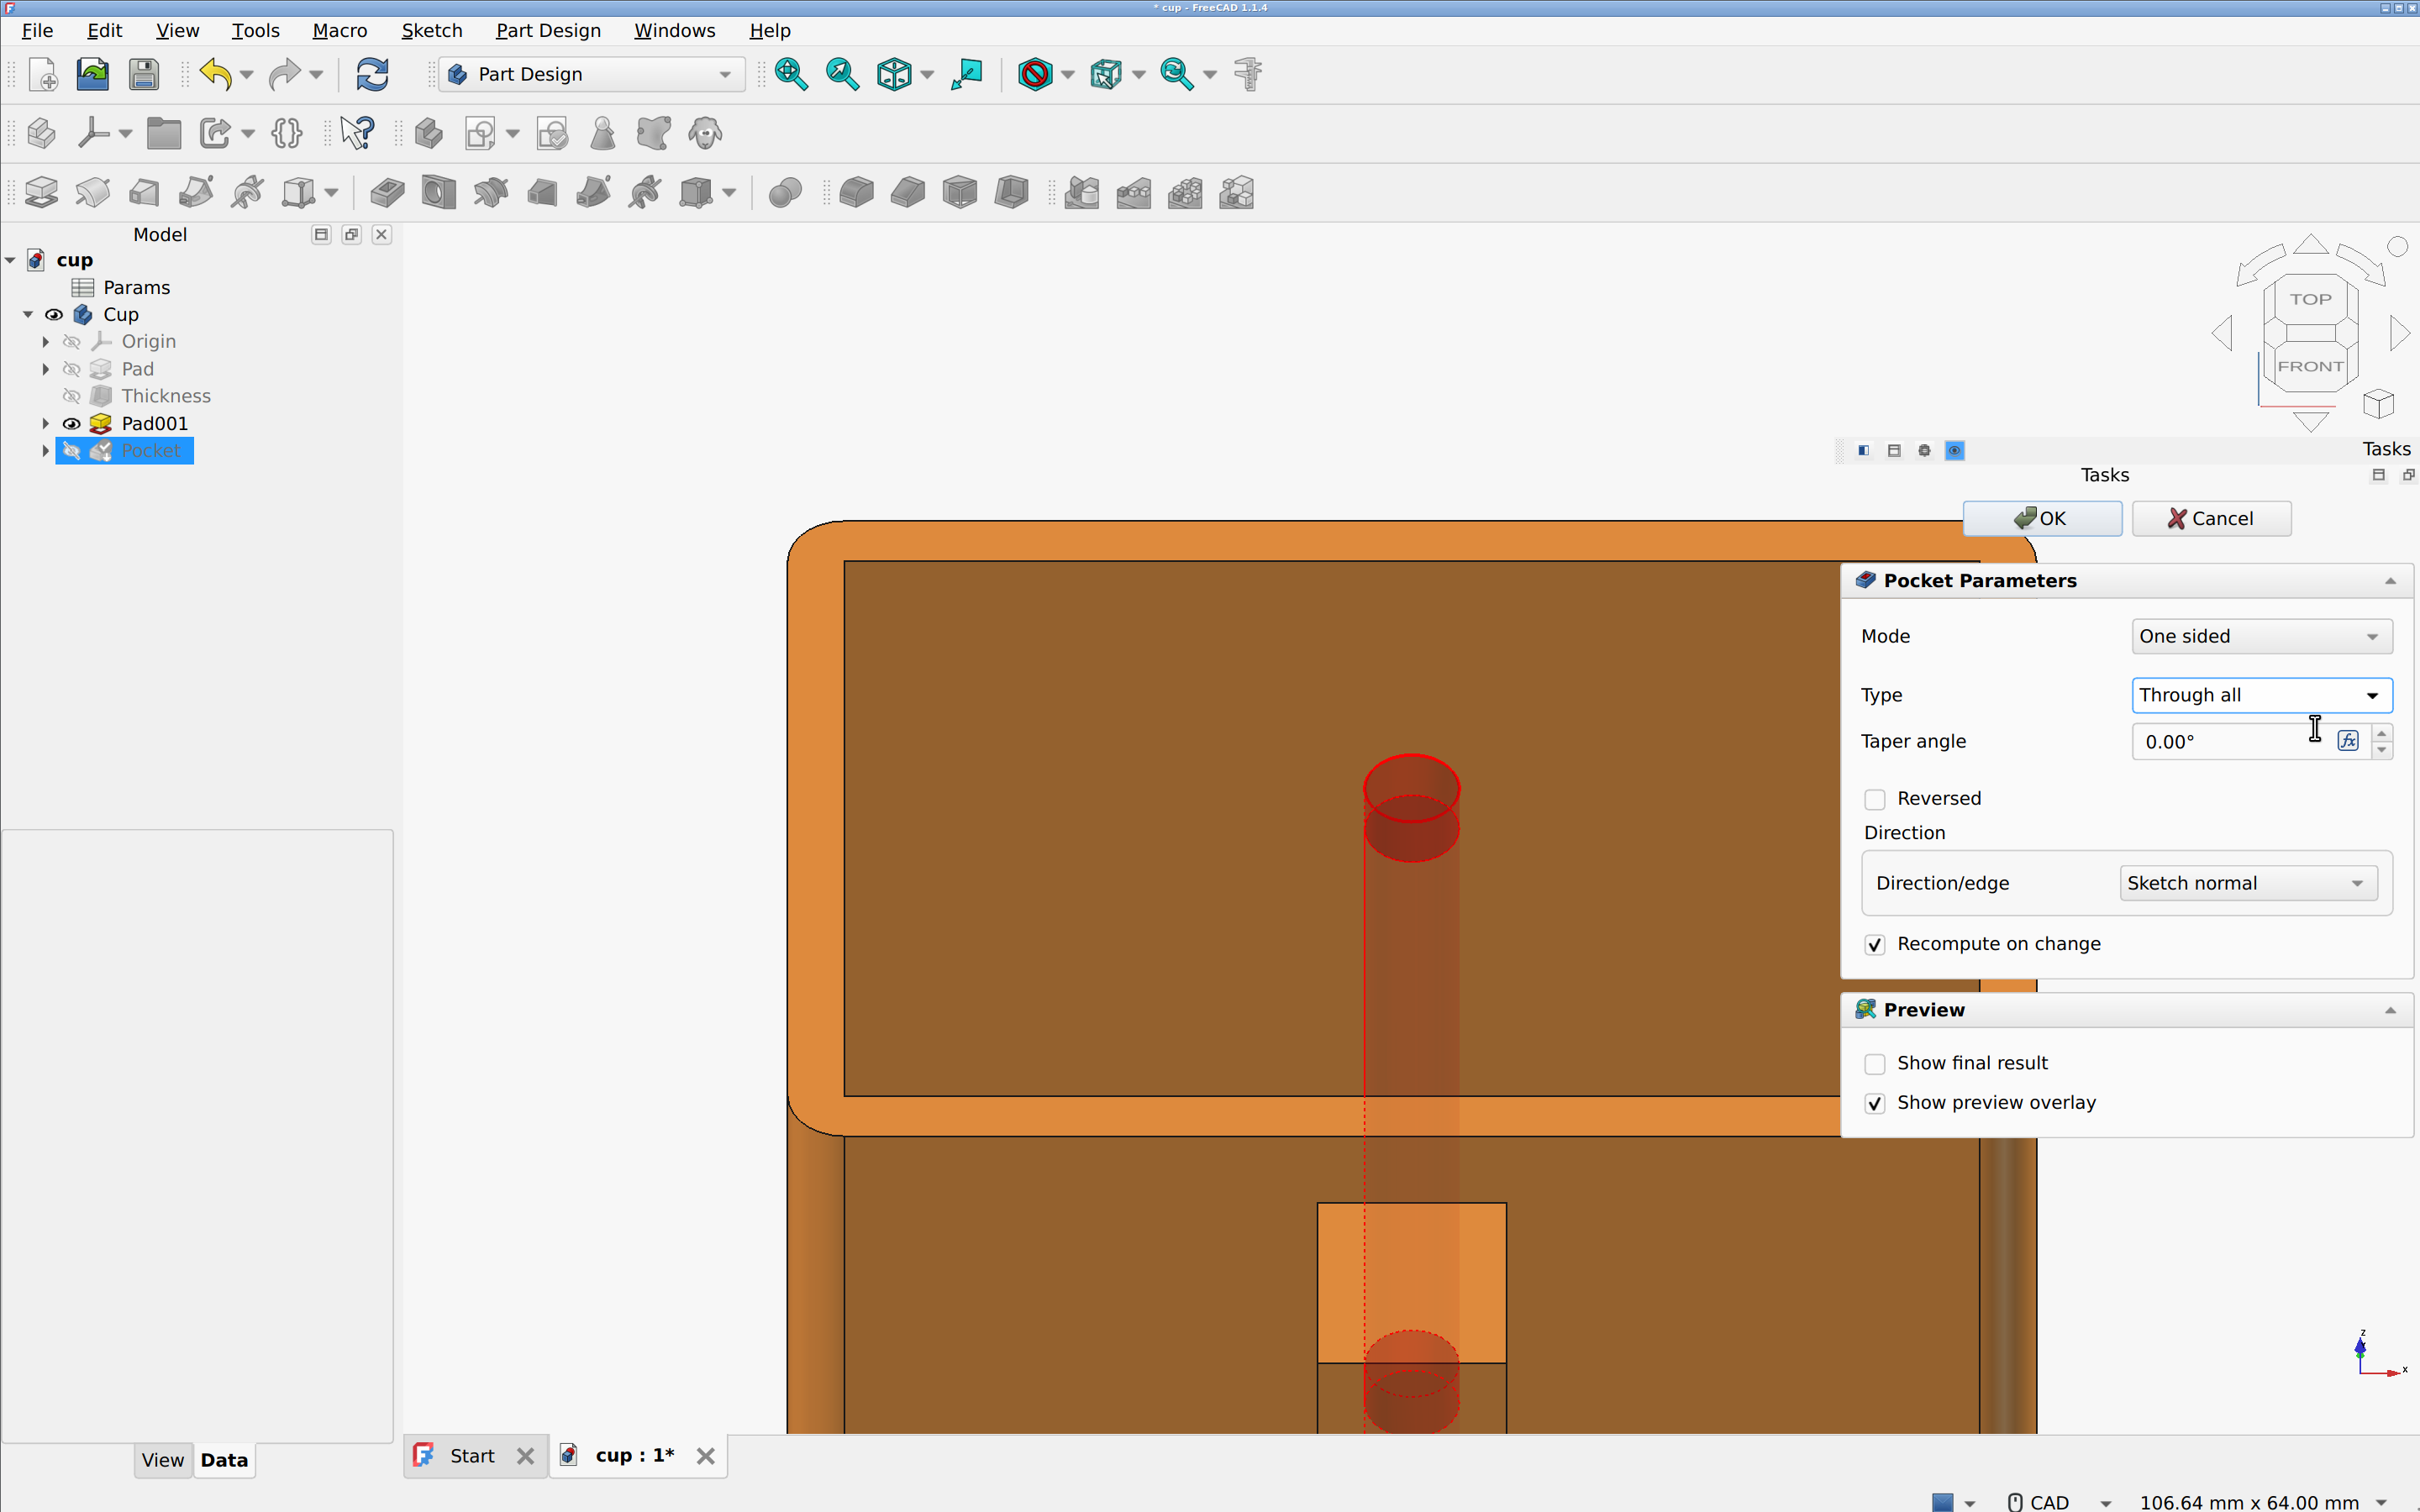 * cup - FreeCAD 1.1.4
File Edit View Tools Macro Sketch Part Design Windows Help
Part Design
Model
cup
Params
Cup
Origin
Pad
Thickness
Pad001
Pocket
TOP
FRONT
Tasks
Tasks
OK Cancel
Pocket Parameters
Mode One sided
Type Through all
Taper angle 0.00° fx
Reversed
Direction
Direction/edge Sketch normal
Recompute on change
Preview
Show final result
Show preview overlay
z
x
View Data
Start cup : 1*
CAD 106.64 mm x 64.00 mm